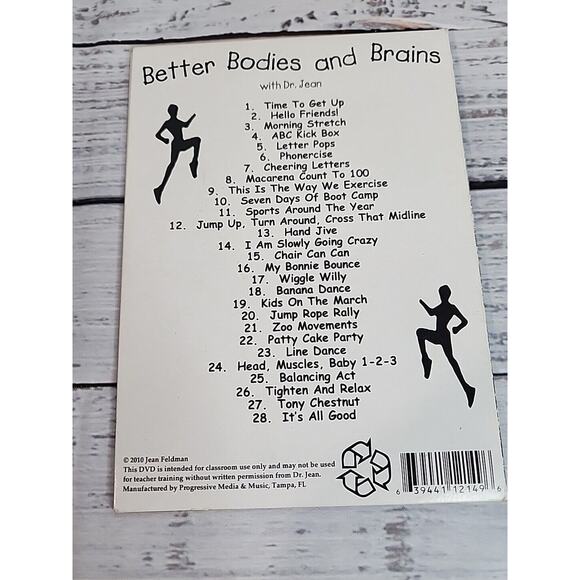 Better Bodies and Brains
with Dr. Jean
1. Time To Get Up
2. Hello Friends!
3. Morning Stretch
4. ABC Kick Box
5. Letter Pops
6. Phonercise
7. Cheering Letters
8. Macarena Count To 100
9. This Is The Way We Exercise
10. Seven Days Of Boot Camp
11. Sports Around The Year
12. Jump Up, Turn Around, Cross That Midline
13. Hand Jive
14. I Am Slowly Going Crazy
15. Chair Can Can
16. My Bonnie Bounce
17. Wiggle Willy
18. Banana Dance
19. Kids On The March
20. Jump Rope Rally
21. Zoo Movements
22. Patty Cake Party
23. Line Dance
24. Head, Muscles, Baby 1-2-3
25. Balancing Act
26. Tighten And Relax
27. Tony Chestnut
28. It's All Good
© 2010 Jean Feldman
This DVD is intended for classroom use only and may not be used
for teacher training without written permission from Dr. Jean.
Manufactured by Progressive Media & Music, Tampa, FL
6 39441 12149 6